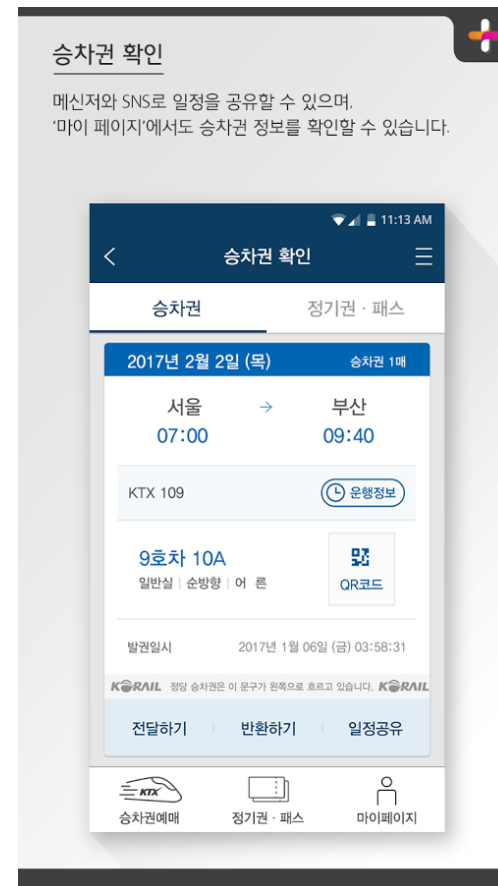 승차권 확인
메신저와 SNS로 일정을 공유할 수 있으며,
‘마이 페이지’에서도 승차권 정보를 확인할 수 있습니다.
11:13 AM
승차권 확인
승차권 정기권 · 패스
2017년 2월 2일 (목) 승차권 1매
서울 → 부산
07:00 09:40
KTX 109 운행정보
9호차 10A
일반실 | 순방향 | 어 른 QR코드
발권일시 2017년 1월 06일 (금) 03:58:31
KORAIL 정당 승차권은 이 문구가 왼쪽으로 흐르고 있습니다. KORAIL
전달하기 반환하기 일정공유
KTX
승차권예매 정기권 · 패스 마이페이지